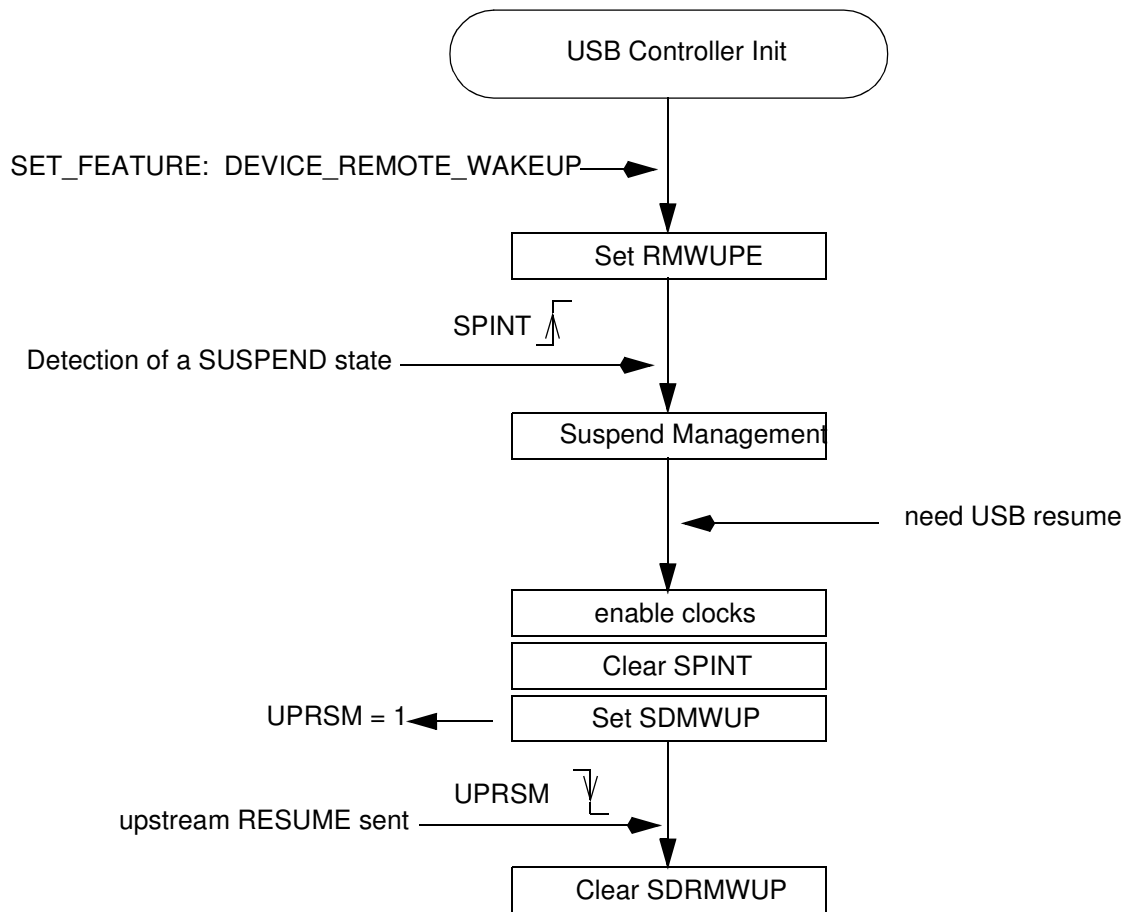 USB Controller Init
SET_FEATURE: DEVICE_REMOTE_WAKEUP
Set RMWUPE
SPINT
Detection of a SUSPEND state
Suspend Management
need USB resume
enable clocks
Clear SPINT
UPRSM = 1
Set SDMWUP
UPRSM
upstream RESUME sent
Clear SDRMWUP